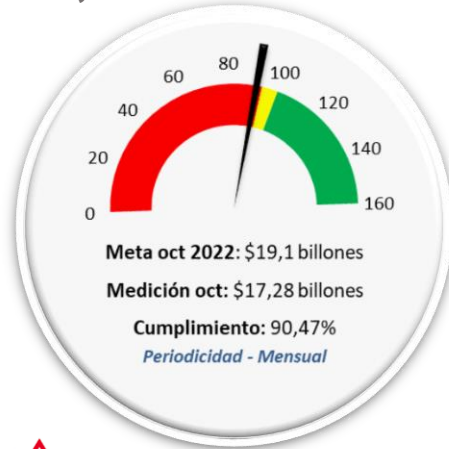 0
20
40
60
80
100
120
140
160
Meta oct 2022: $19,1 billones
Medición oct: $17,28 billones
Cumplimiento: 90,47%
Periodicidad - Mensual